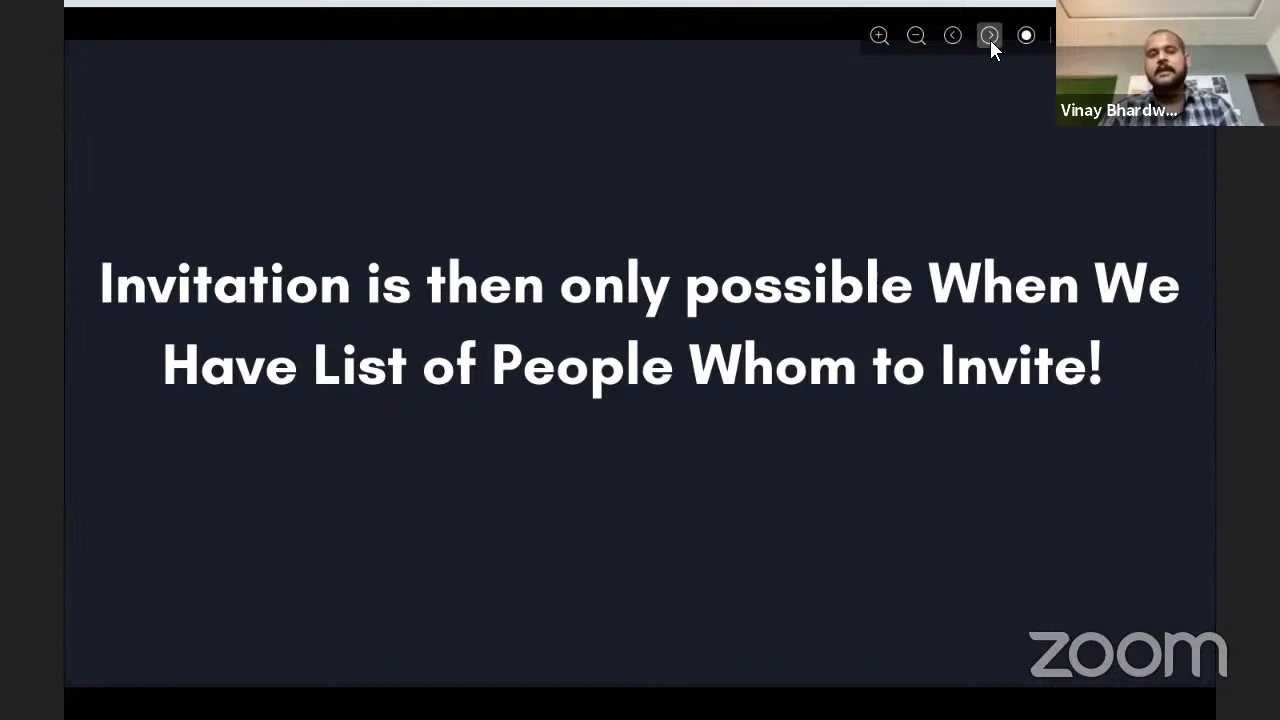 Vinay Bhardw...
Invitation is then only possible When We
Have List of People Whom to Invite!
zoom